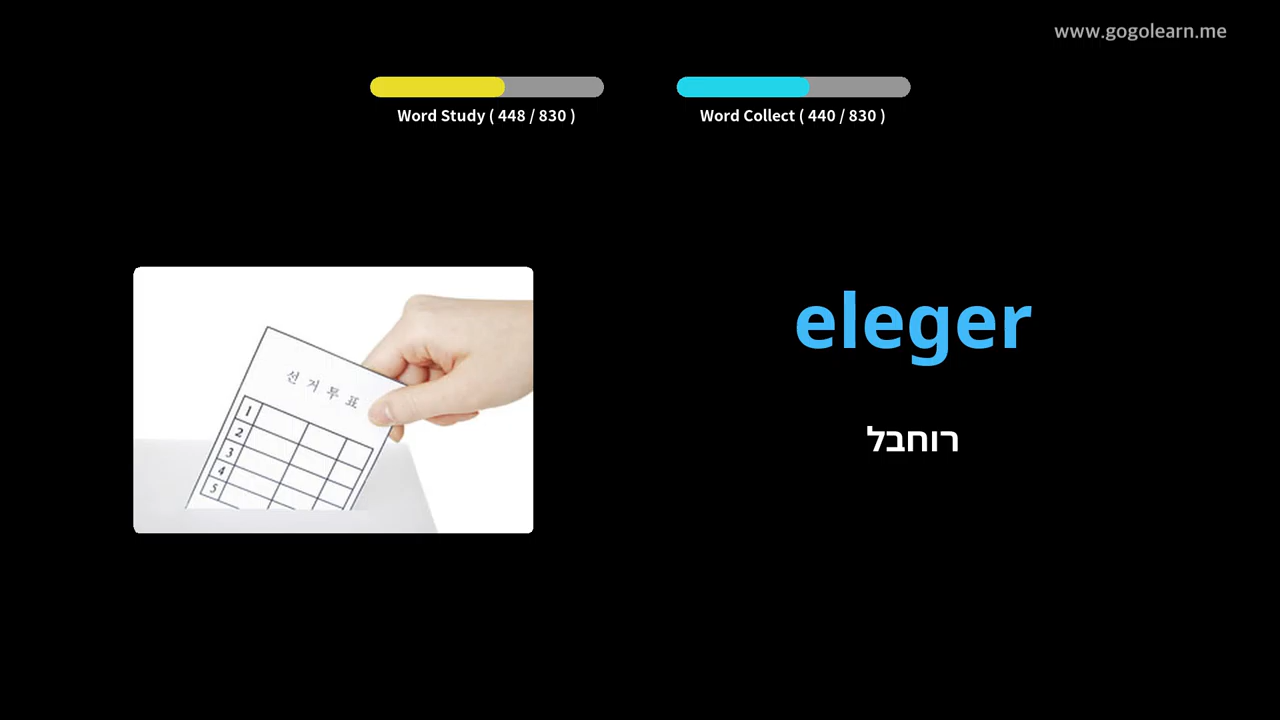 www.gogolearn.me
Word Study ( 448 / 830 )
Word Collect ( 440 / 830 )
선거투표
1
2
3
4
5
eleger
רוחבל